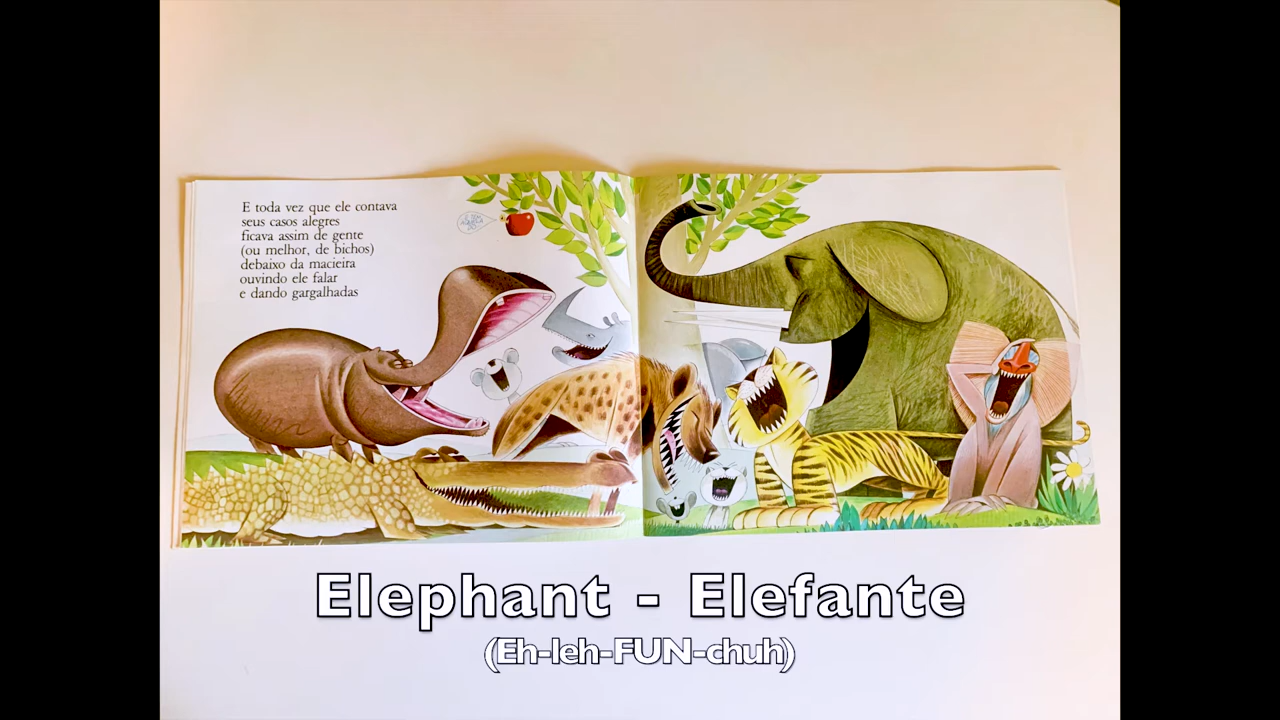 E toda vez que ele contava
seus casos alegres
ficava assim de gente
(ou melhor, de bichos)
debaixo da macieira
ouvindo ele falar
e dando gargalhadas
Elephant - Elefante
(Eh-leh-FUN-chuh)